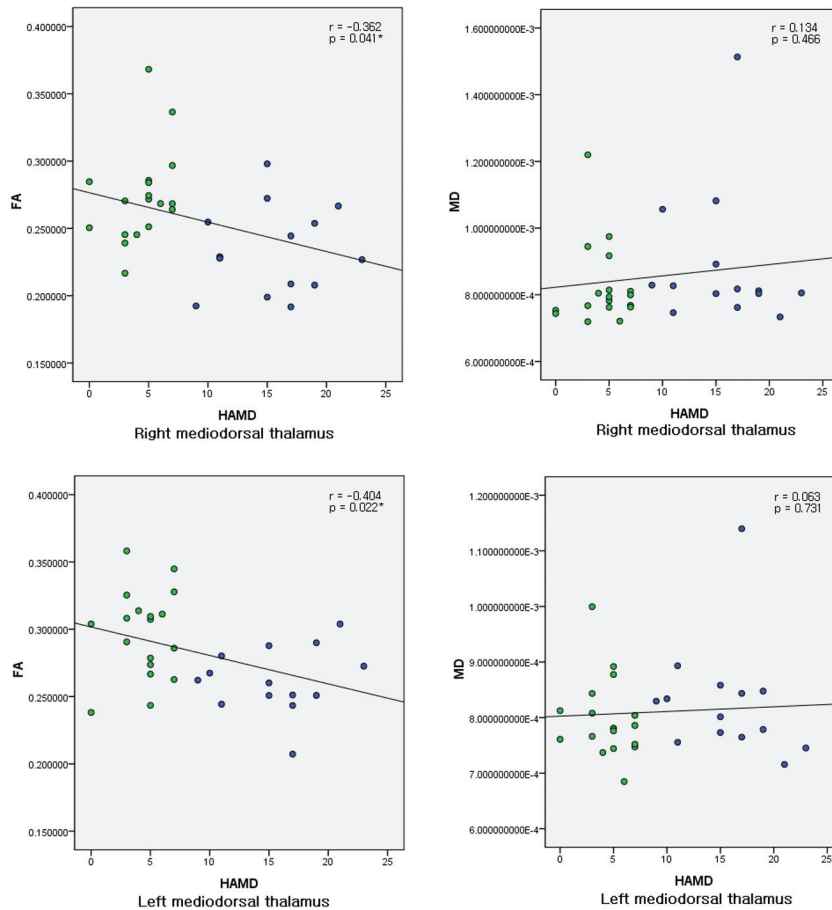 r = -0.362
p = 0.041*
0.400000
0.350000
0.300000
0.250000
0.200000
0.150000
FA
0 5 10 15 20 25
HAMD
Right mediodorsal thalamus
r = 0.134
p = 0.466
1.600000000E-3
1.400000000E-3
1.200000000E-3
1.000000000E-3
8.000000000E-4
6.000000000E-4
MD
0 5 10 15 20 25
HAMD
Right mediodorsal thalamus
r = -0.404
p = 0.022*
0.400000
0.350000
0.300000
0.250000
0.200000
0.150000
FA
0 5 10 15 20 25
HAMD
Left mediodorsal thalamus
r = 0.063
p = 0.731
1.200000000E-3
1.100000000E-3
1.000000000E-3
9.000000000E-4
8.000000000E-4
7.000000000E-4
6.000000000E-4
MD
0 5 10 15 20 25
HAMD
Left mediodorsal thalamus